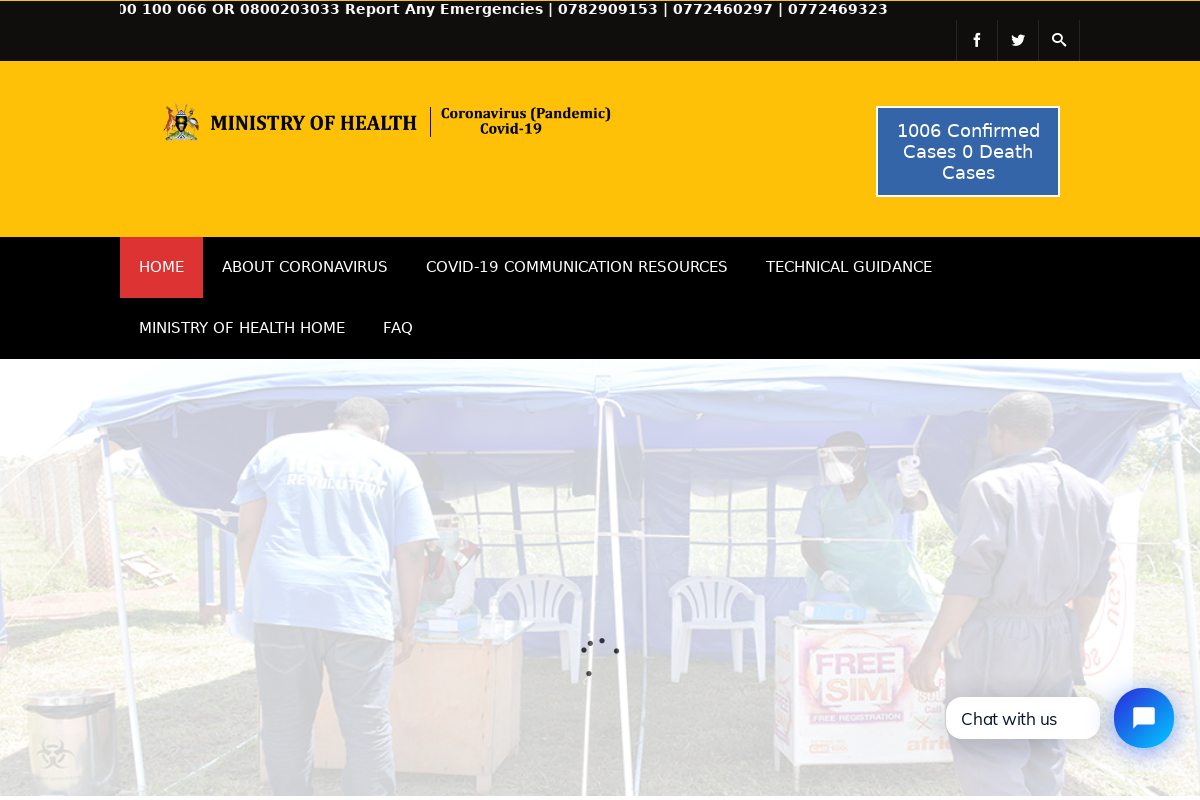 00 100 066 OR 0800203033 Report Any Emergencies | 0782909153 | 0772460297 | 0772469323
MINISTRY OF HEALTH
Coronavirus (Pandemic)
Covid-19
1006 Confirmed
Cases 0 Death
Cases
HOME
ABOUT CORONAVIRUS
COVID-19 COMMUNICATION RESOURCES
TECHNICAL GUIDANCE
MINISTRY OF HEALTH HOME
FAQ
REVOLUTION
FREE
SIM
FREE REGISTRATION
Chat with us